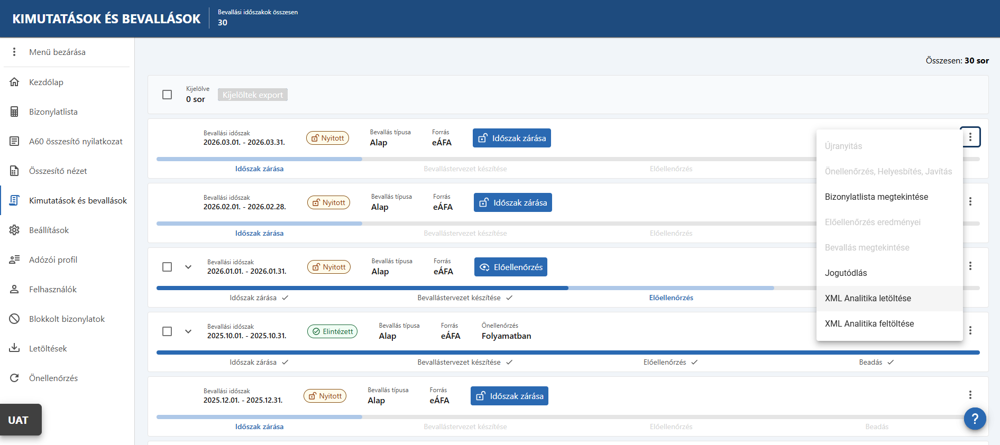 KIMUTATÁSOK ÉS BEVALLÁSOK
Bevallási időszakok összesen
30
Menü bezárása
Kezdőlap
Bizonylatlista
A60 összesítő nyilatkozat
Összesítő nézet
Kimutatások és bevallások
Beállítások
Adózói profil
Felhasználók
Blokkolt bizonylatok
Letöltések
Önellenőrzés
UAT
Összesen: 30 sor
Kijelölve
0 sor
Kijelöltek export
Bevallási időszak
2026.03.01. - 2026.03.31.
Nyitott
Bevallás típusa
Alap
Forrás
eÁFA
Időszak zárása
Időszak zárása
Bevallástervezet készítése
Előellenőrzés
Bevallási időszak
2026.02.01. - 2026.02.28.
Nyitott
Bevallás típusa
Alap
Forrás
eÁFA
Időszak zárása
Időszak zárása
Bevallástervezet készítése
Előellenőrzés
Bevallási időszak
2026.01.01. - 2026.01.31.
Nyitott
Bevallás típusa
Alap
Forrás
eÁFA
Előellenőrzés
Időszak zárása
Bevallástervezet készítése
Előellenőrzés
Bevallási időszak
2025.10.01. - 2025.10.31.
Elintézett
Bevallás típusa
Alap
Forrás
eÁFA
Önellenőrzés
Folyamatban
Időszak zárása
Bevallástervezet készítése
Előellenőrzés
Beadás
Bevallási időszak
2025.12.01. - 2025.12.31.
Nyitott
Bevallás típusa
Alap
Forrás
eÁFA
Időszak zárása
Időszak zárása
Bevallástervezet készítése
Előellenőrzés
Beadás
Újranyitás
Önellenőrzés, Helyesbítés, Javítás
Bizonylatlista megtekintése
Előellenőrzés eredményei
Bevallás megtekintése
Jogutódlás
XML Analitika letöltése
XML Analitika feltöltése
?